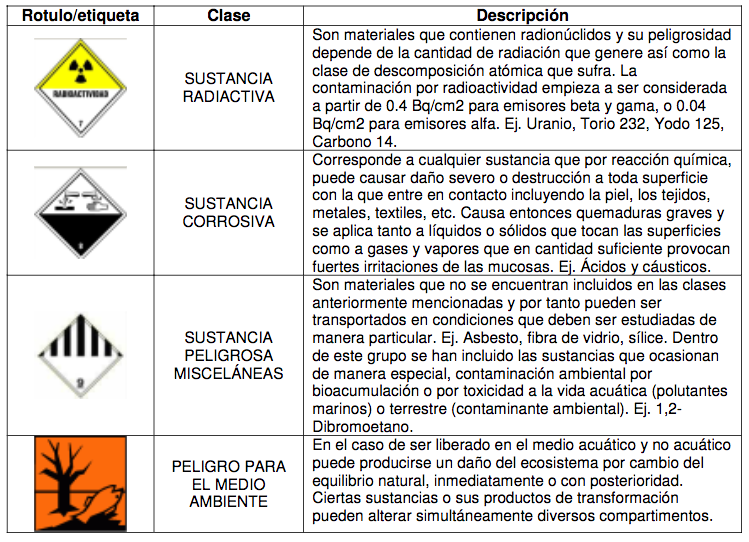 Rotulo/etiqueta Clase Descripción
RADIOACTIVIDAD
7
SUSTANCIA
RADIACTIVA
Son materiales que contienen radionúclidos y su peligrosidad
depende de la cantidad de radiación que genere así como la
clase de descomposición atómica que sufra. La
contaminación por radioactividad empieza a ser considerada
a partir de 0.4 Bq/cm2 para emisores beta y gama, o 0.04
Bq/cm2 para emisores alfa. Ej. Uranio, Torio 232, Yodo 125,
Carbono 14.
8
SUSTANCIA
CORROSIVA
Corresponde a cualquier sustancia que por reacción química,
puede causar daño severo o destrucción a toda superficie
con la que entre en contacto incluyendo la piel, los tejidos,
metales, textiles, etc. Causa entonces quemaduras graves y
se aplica tanto a líquidos o sólidos que tocan las superficies
como a gases y vapores que en cantidad suficiente provocan
fuertes irritaciones de las mucosas. Ej. Ácidos y cáusticos.
9
SUSTANCIA
PELIGROSA
MISCELÁNEAS
Son materiales que no se encuentran incluidos en las clases
anteriormente mencionadas y por tanto pueden ser
transportados en condiciones que deben ser estudiadas de
manera particular. Ej. Asbesto, fibra de vidrio, sílice. Dentro
de este grupo se han incluido las sustancias que ocasionan
de manera especial, contaminación ambiental por
bioacumulación o por toxicidad a la vida acuática (polutantes
marinos) o terrestre (contaminante ambiental). Ej. 1,2-
Dibromoetano.
PELIGRO PARA
EL MEDIO
AMBIENTE
En el caso de ser liberado en el medio acuático y no acuático
puede producirse un daño del ecosistema por cambio del
equilibrio natural, inmediatamente o con posterioridad.
Ciertas sustancias o sus productos de transformación
pueden alterar simultáneamente diversos compartimentos.